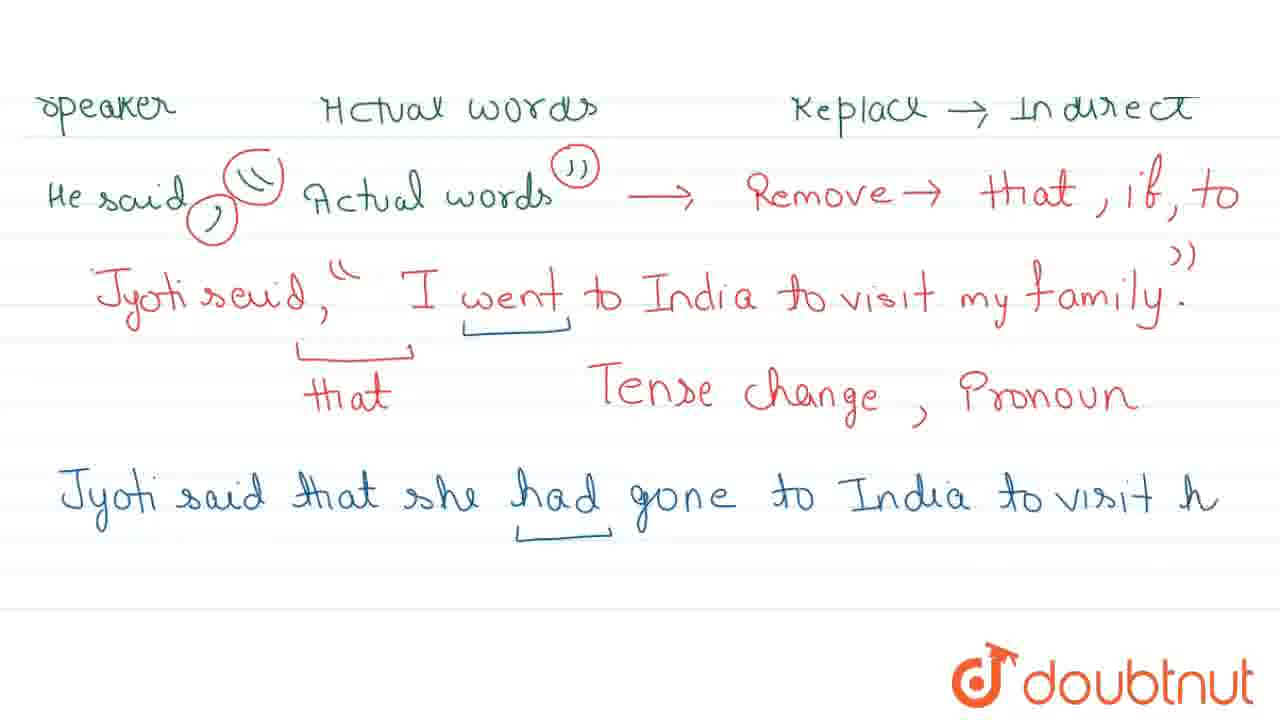 Speaker Actual words Replace → Indirect
He said , “ Actual words ” → Remove → that, if, to
Jyoti said, “ I went to India to visit my family. ”
that Tense change, Pronoun
Jyoti said that she had gone to India to visit h
doubtnut